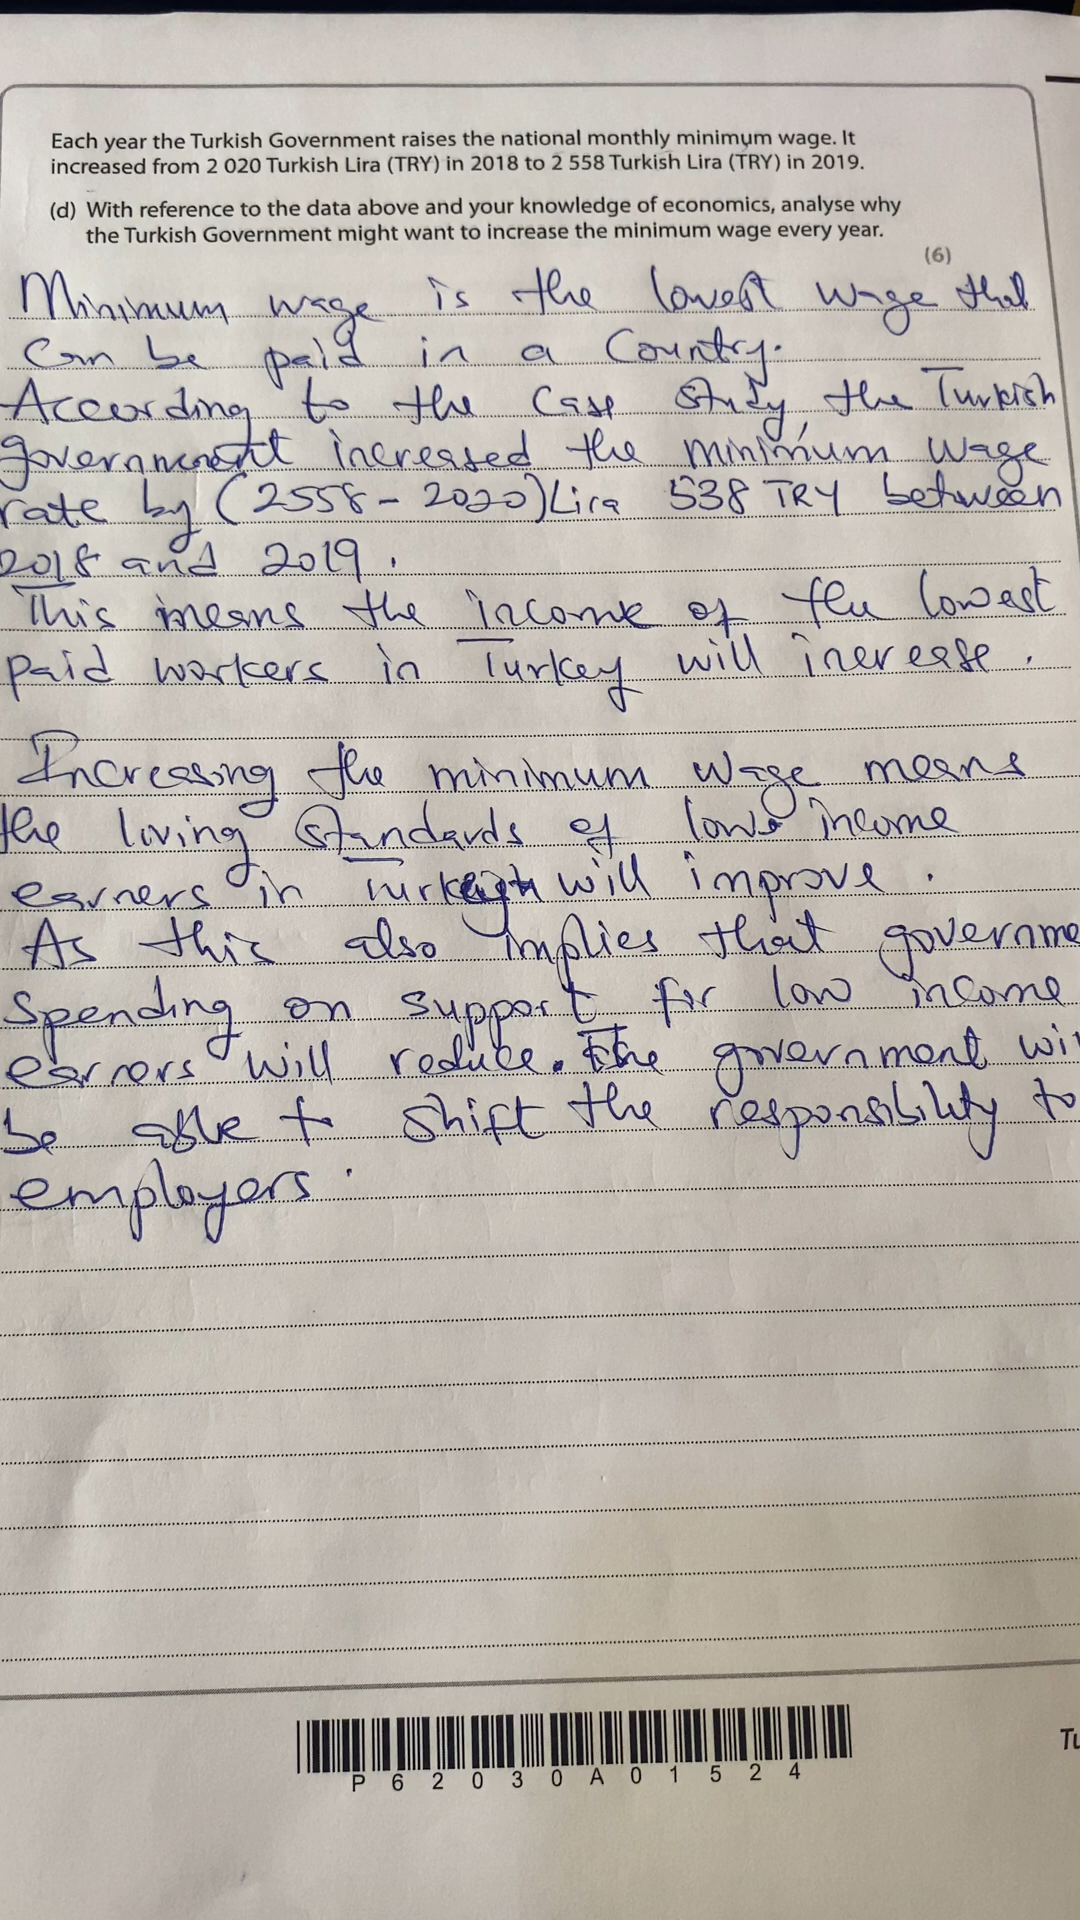 Each year the Turkish Government raises the national monthly minimum wage. It
increased from 2 020 Turkish Lira (TRY) in 2018 to 2 558 Turkish Lira (TRY) in 2019.
(d) With reference to the data above and your knowledge of economics, analyse why
the Turkish Government might want to increase the minimum wage every year.
(6)
Minimum wage is the lowest wage that
can be paid in a country.
According to the case study, the Turkish
government increased the minimum wage
rate by (2558 - 2020) Lira 538 TRY between
2018 and 2019.
This means the income of the lowest
paid workers in Turkey will increase.
Increasing the minimum wage means
the living standards of low income
earners in will improve.
As this also implies that governme
spending on support for low income
earners will reduce. The government wi
be able to shift the responsibility to
employers.
P 6 2 0 3 0 A 0 1 5 2 4
Tu